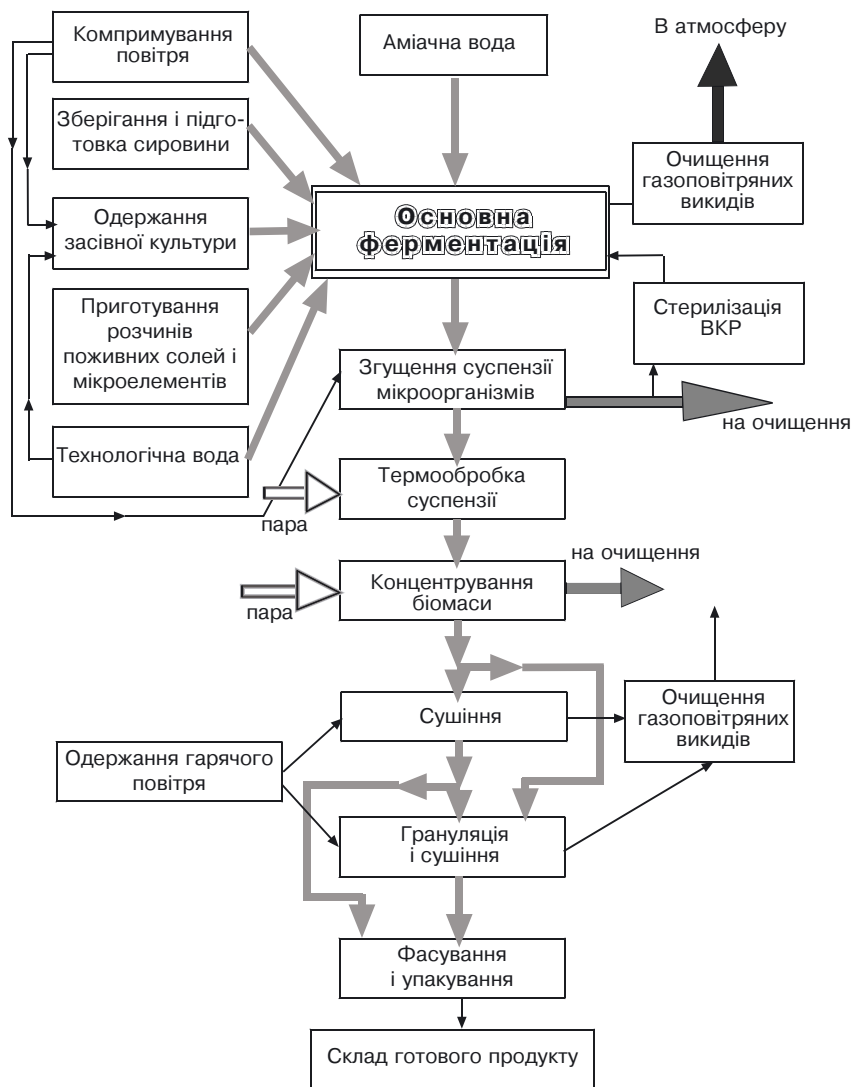 Компримування
повітря
Аміачна вода
В атмосферу
Зберігання і підго-
товка сировини
Очищення
газоповітряних
викидів
Одержання
засівної культури
Основна
ферментація
Приготування
розчинів
поживних солей і
мікроелементів
Стерилізація
ВКР
Згущення суспензії
мікроорганізмів
на очищення
Технологічна вода
Термообробка
суспензії
пара
на очищення
Концентрування
біомаси
пара
Сушіння
Очищення
газоповітряних
викидів
Одержання гарячого
повітря
Грануляція
і сушіння
Фасування
і упакування
Склад готового продукту